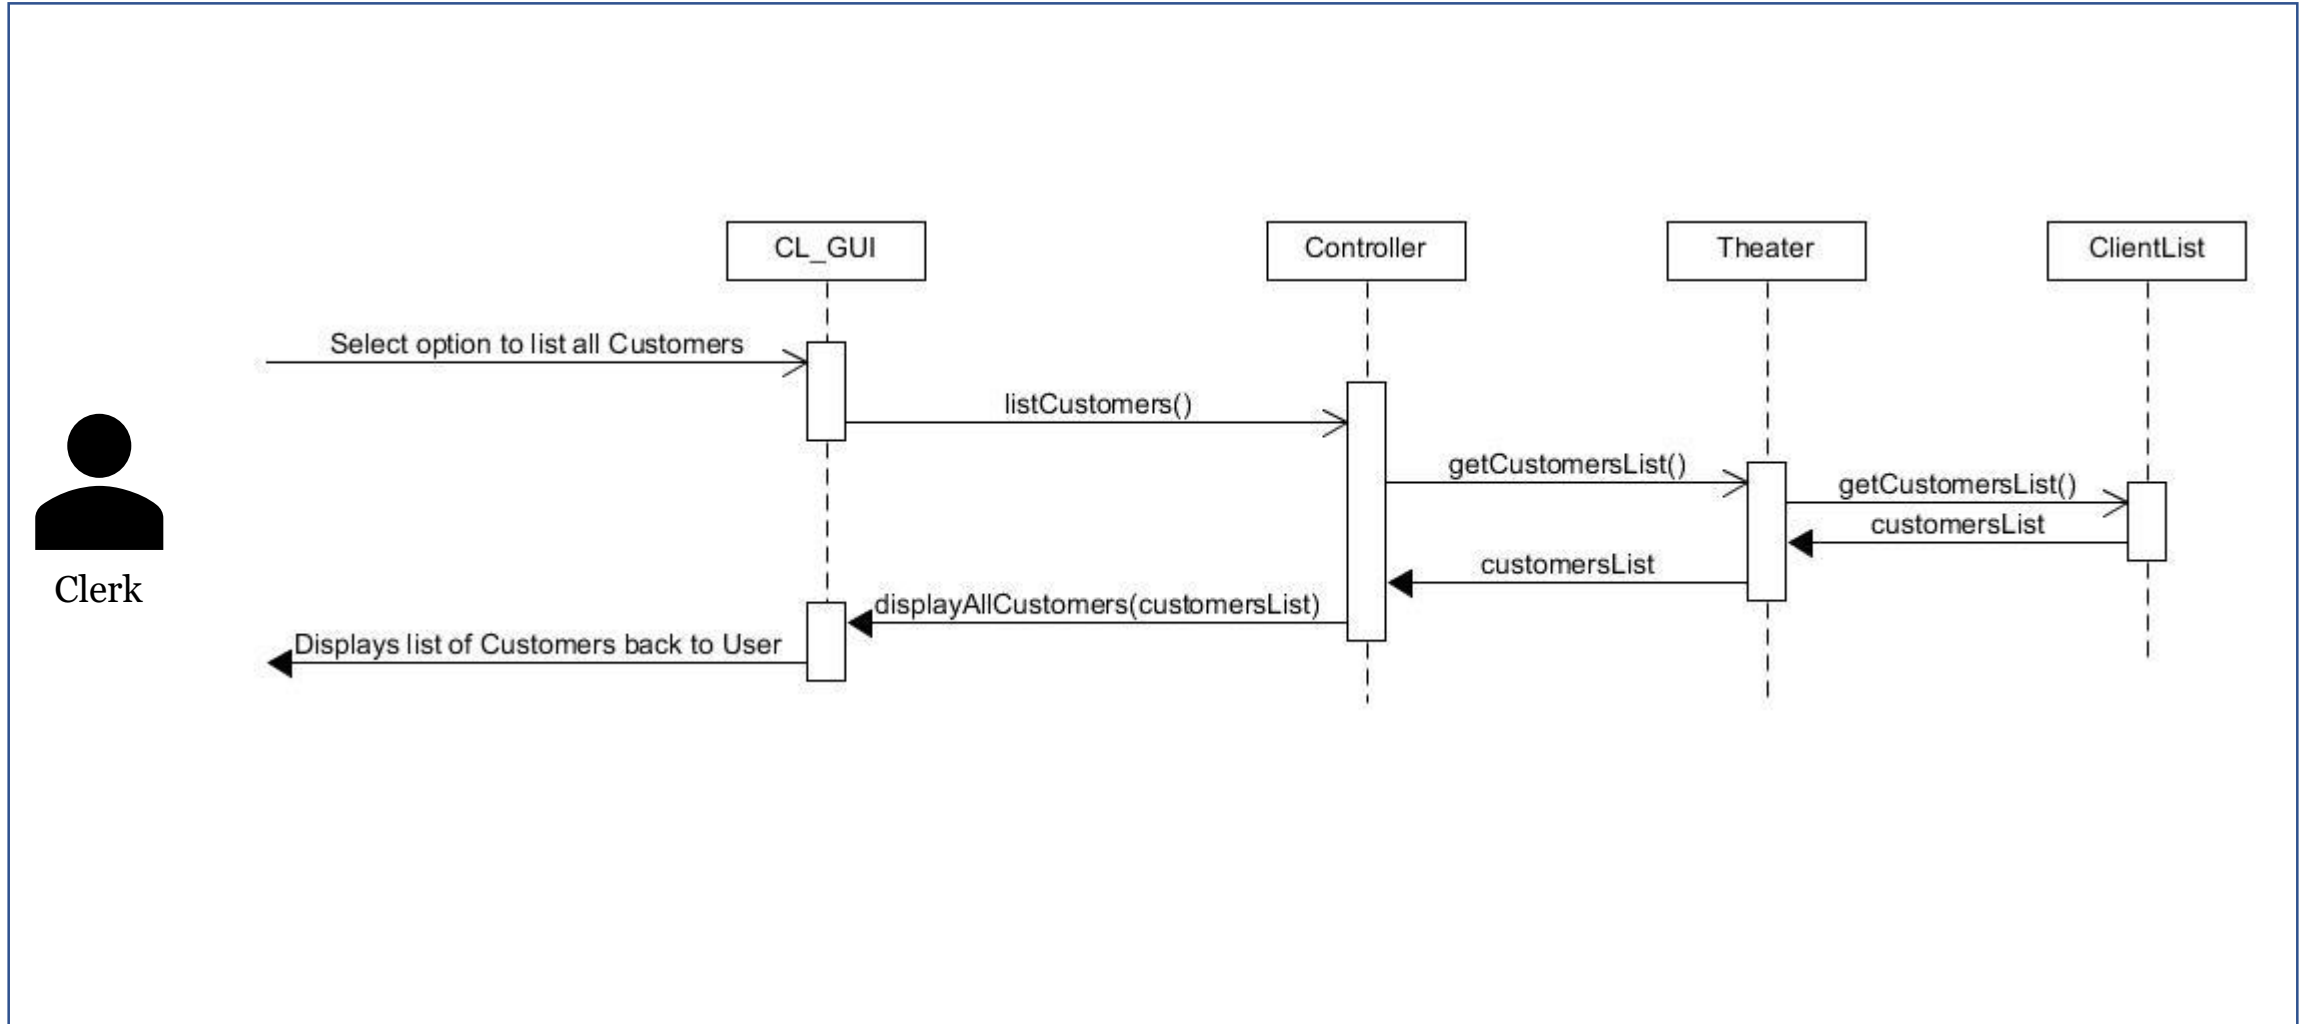 CL_GUI
Controller
Theater
ClientList
Select option to list all Customers
listCustomers()
getCustomersList()
getCustomersList()
customersList
customersList
displayAllCustomers(customersList)
Displays list of Customers back to User
Clerk